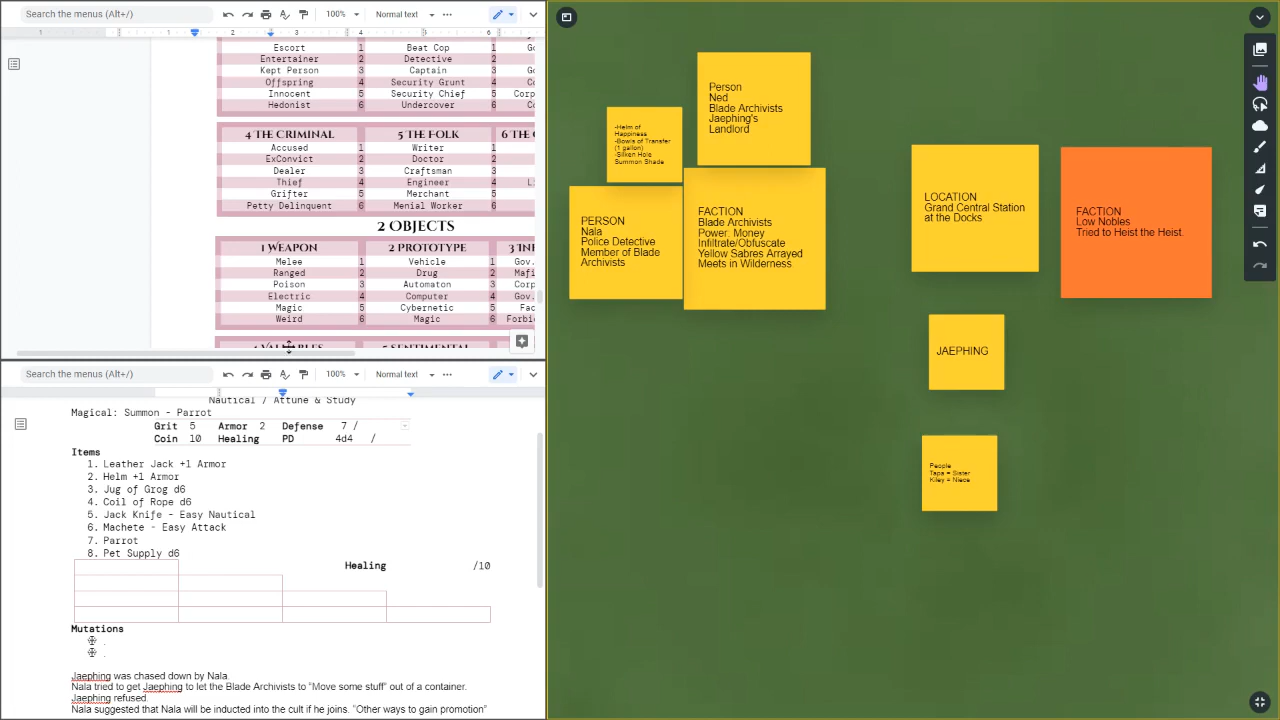 Search the menus (Alt+/)
100%
Normal text
1 2 3 4 5 6
Escort 1 Beat Cop 1
Entertainer 2 Detective 2
Kept Person 3 Captain 3
Offspring 4 Security Grunt 4
Innocent 5 Security Chief 5
Hedonist 6 Undercover 6
4 THE CRIMINAL 5 THE FOLK
Accused 1 Writer 1
ExConvict 2 Doctor 2
Dealer 3 Craftsman 3
Thief 4 Engineer 4
Grifter 5 Merchant 5
Petty Delinquent 6 Menial Worker 6
2 OBJECTS
1 WEAPON 2 PROTOTYPE
Melee 1 Vehicle 1 Gov.
Ranged 2 Drug 2
Poison 3 Automaton 3
Electric 4 Computer 4 Gov.
Magic 5 Cybernetic 5
Weird 6 Magic 6
Search the menus (Alt+/)
100%
Normal text
Nautical / Attune & Study
Magical: Summon - Parrot
Grit 5 Armor 2 Defense 7 /
Coin 10 Healing PD 4d4 /
Items
1. Leather Jack +1 Armor
2. Helm +1 Armor
3. Jug of Grog d6
4. Coil of Rope d6
5. Jack Knife - Easy Nautical
6. Machete - Easy Attack
7. Parrot
8. Pet Supply d6
Healing /10
Mutations
Jaephing was chased down by Nala.
Nala tried to get Jaephing to let the Blade Archivists to "Move some stuff" out of a container.
Jaephing refused.
Nala suggested that Nala will be inducted into the cult if he joins. "Other ways to gain promotion"
Person
Ned
Blade Archivists
Jaephing's
Landlord
-Helm of
Happiness
-Bowls of Transfer
(1 gallon)
-Silken Hole
Summon Shade
PERSON
Nala
Police Detective
Member of Blade
Archivists
FACTION
Blade Archivists
Power: Money
Infiltrate/Obfuscate
Yellow Sabres Arrayed
Meets in Wilderness
LOCATION
Grand Central Station
at the Docks
FACTION
Low Nobles
Tried to Heist the Heist.
JAEPHING
People
Tapa = Sister
Kiley = Niece